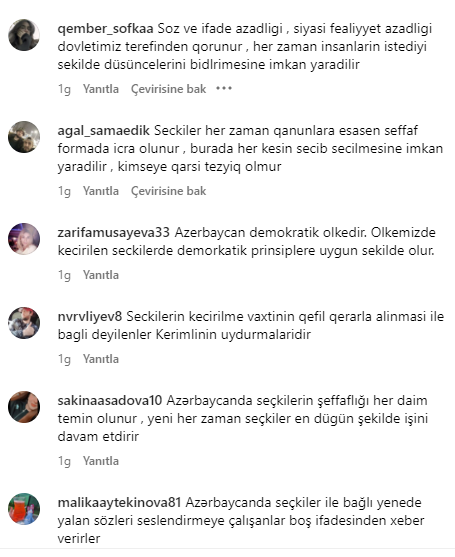 qember_sofkaa Soz ve ifade azadligi , siyasi fealiyyet azadligi
dovletimiz terefinden qorunur , her zaman insanlarin istediyi
sekilde düsüncelerini bidlrimesine imkan yaradilir
1g Yanıtla Çevirisine bak •••
agal_samaedik Seckiler her zaman qanunlara esasen seffaf
formada icra olunur , burada her kesin secib secilmesine imkan
yaradilir , kimseye qarsi tezyiq olmur
1g Yanıtla Çevirisine bak
zarifamusayeva33 Azerbaycan demokratik olkedir. Olkemizde
kecirilen seckilerde demorkatik prinsiplere uygun sekilde olur.
1g Yanıtla
nvrvliyev8 Seckilerin kecirilme vaxtinin qefil qerarla alinmasi ile
bagli deyilenler Kerimlinin uydurmalaridir
1g Yanıtla
sakinaasadova10 Azərbaycanda seçkilerin şeffaflığı her daim
temin olunur , yeni her zaman seçkiler en dügün şekilde işini
davam etdirir
1g Yanıtla
malikaaytekinova81 Azərbaycanda seçkiler ile bağlı yenede
yalan sözleri seslendirmeye çalışanlar boş ifadesinden xeber
verirler